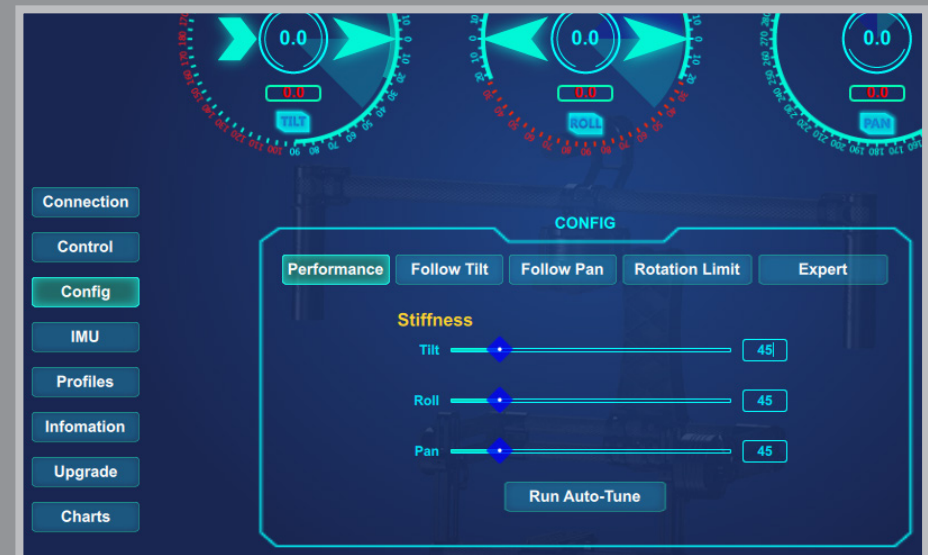 0.0
0.0
0.0
0.0
0.0
0.0
TILT
ROLL
PAN
Connection
Control
Config
IMU
Profiles
Infomation
Upgrade
Charts
CONFIG
Performance Follow Tilt Follow Pan Rotation Limit Expert
Stiffness
Tilt 45
Roll 45
Pan 45
Run Auto-Tune